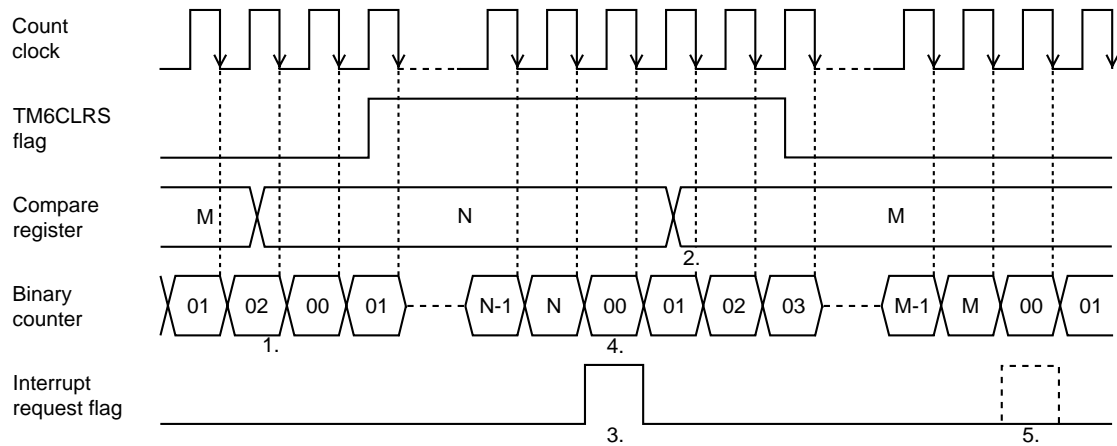 Count
clock
TM6CLRS
flag
Compare
register
M
N
M
2.
Binary
counter
01 02 00 01 N-1 N 00 01 02 03 M-1 M 00 01
1.
4.
Interrupt
request flag
3.
5.